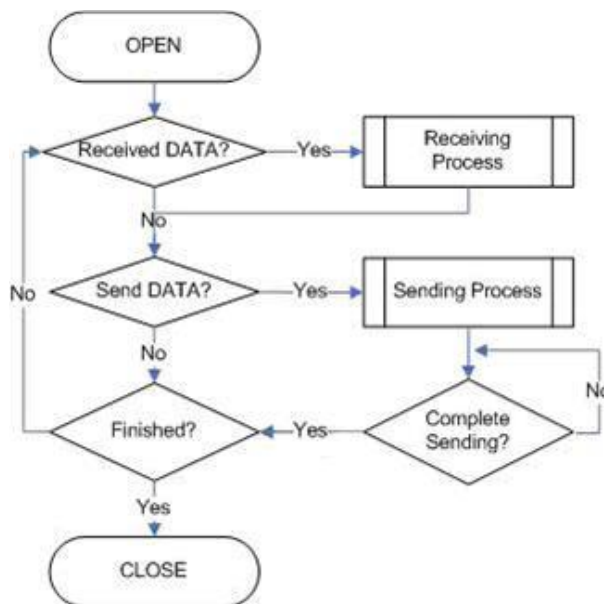 OPEN
Received DATA?
Yes
Receiving
Process
No
Send DATA?
Yes
Sending Process
No
No
Finished?
Yes
Complete
Sending?
No
Yes
CLOSE